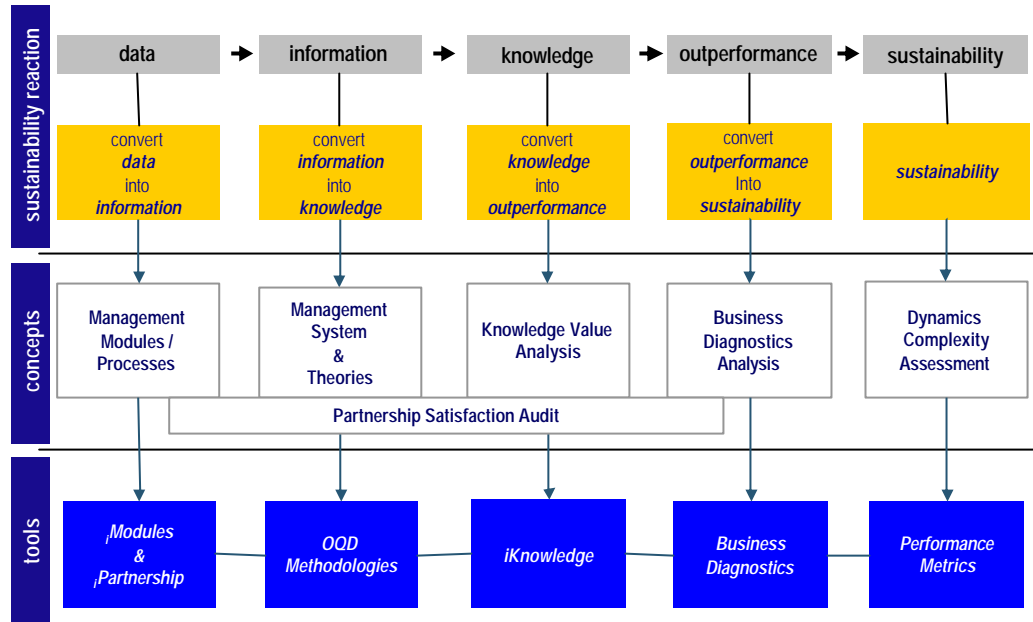 sustainability reaction
data
information
knowledge
outperformance
sustainability
convert
data
into
information
convert
information
into
knowledge
convert
knowledge
into
outperformance
convert
outperformance
Into
sustainability
sustainability
concepts
Management
Modules /
Processes
Management
System
&
Theories
Knowledge Value
Analysis
Business
Diagnostics
Analysis
Dynamics
Complexity
Assessment
Partnership Satisfaction Audit
tools
iModules
&
iPartnership
OQD
Methodologies
iKnowledge
Business
Diagnostics
Performance
Metrics